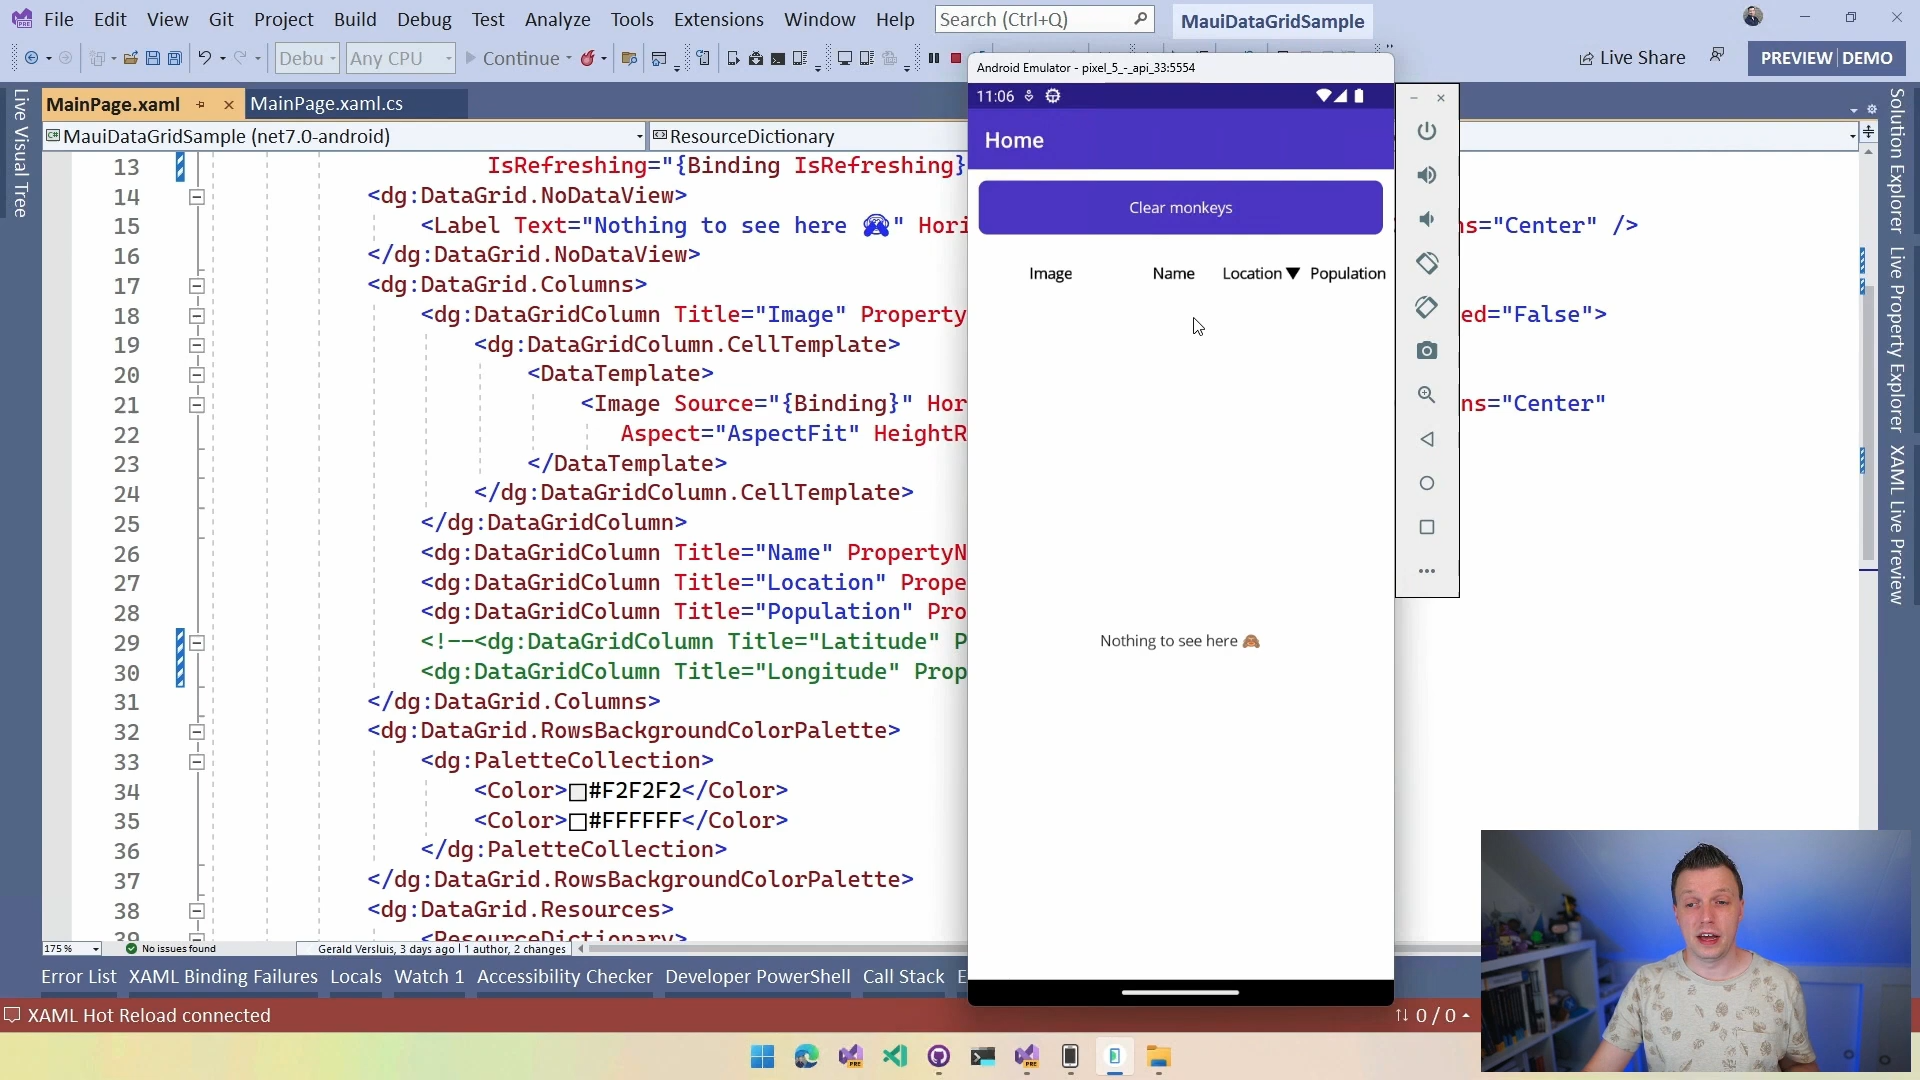 File Edit View Git Project Build Debug Test Analyze Tools Extensions Window Help Search (Ctrl+Q) MauiDataGridSample
Debu Any CPU Continue Live Share PREVIEW DEMO
Android Emulator - pixel_5_-_api_33:5554
MainPage.xaml MainPage.xaml.cs
MauiDataGridSample (net7.0-android) ResourceDictionary
Live Visual Tree
Solution Explorer
Live Property Explorer
XAML Live Preview
11:06
Home
Clear monkeys
Image Name Location ▼ Population
Nothing to see here 🙈
13 IsRefreshing="{Binding IsRefreshing}
14 <dg:DataGrid.NoDataView>
15 <Label Text="Nothing to see here 🙈" Hori ns="Center" />
16 </dg:DataGrid.NoDataView>
17 <dg:DataGrid.Columns>
18 <dg:DataGridColumn Title="Image" Property ed="False">
19 <dg:DataGridColumn.CellTemplate>
20 <DataTemplate>
21 <Image Source="{Binding}" Hor ns="Center"
22 Aspect="AspectFit" HeightR
23 </DataTemplate>
24 </dg:DataGridColumn.CellTemplate>
25 </dg:DataGridColumn>
26 <dg:DataGridColumn Title="Name" PropertyN
27 <dg:DataGridColumn Title="Location" Prope
28 <dg:DataGridColumn Title="Population" Pro
29 <!--<dg:DataGridColumn Title="Latitude" P
30 <dg:DataGridColumn Title="Longitude" Prop
31 </dg:DataGrid.Columns>
32 <dg:DataGrid.RowsBackgroundColorPalette>
33 <dg:PaletteCollection>
34 <Color>#F2F2F2</Color>
35 <Color>#FFFFFF</Color>
36 </dg:PaletteCollection>
37 </dg:DataGrid.RowsBackgroundColorPalette>
38 <dg:DataGrid.Resources>
39 <ResourceDictionary>
175 % No issues found Gerald Versluis, 3 days ago | 1 author, 2 changes
Error List XAML Binding Failures Locals Watch 1 Accessibility Checker Developer PowerShell Call Stack E
XAML Hot Reload connected 0 / 0
PRE PRE